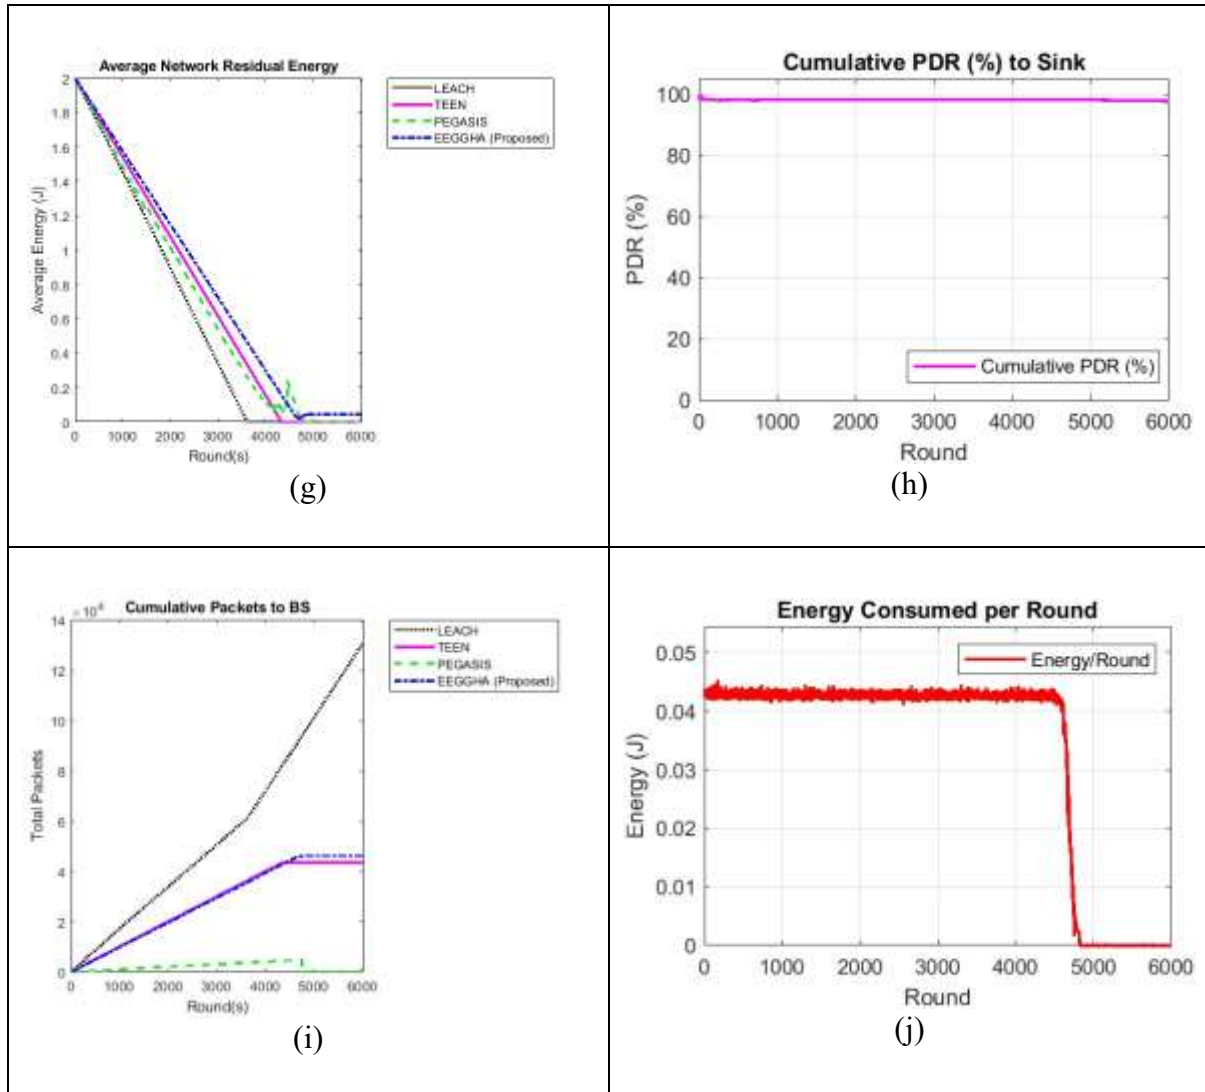 Average Network Residual Energy
2
1.8
1.6
1.4
1.2
1
0.8
0.6
0.4
0.2
0
Average Energy (J)
0 1000 2000 3000 4000 5000 6000
Round(s)
LEACH
TEEN
PEGASIS
EEGGHA (Proposed)
(g)
Cumulative PDR (%) to Sink
100
80
60
40
20
0
PDR (%)
Cumulative PDR (%)
0 1000 2000 3000 4000 5000 6000
Round
(h)
Cumulative Packets to BS
14
12
10
8
6
4
2
0
Total Packets
0 1000 2000 3000 4000 5000 6000
Round(s)
LEACH
TEEN
PEGASIS
EEGGHA (Proposed)
(i)
Energy Consumed per Round
0.05
0.04
0.03
0.02
0.01
0
Energy (J)
Energy/Round
0 1000 2000 3000 4000 5000 6000
Round
(j)